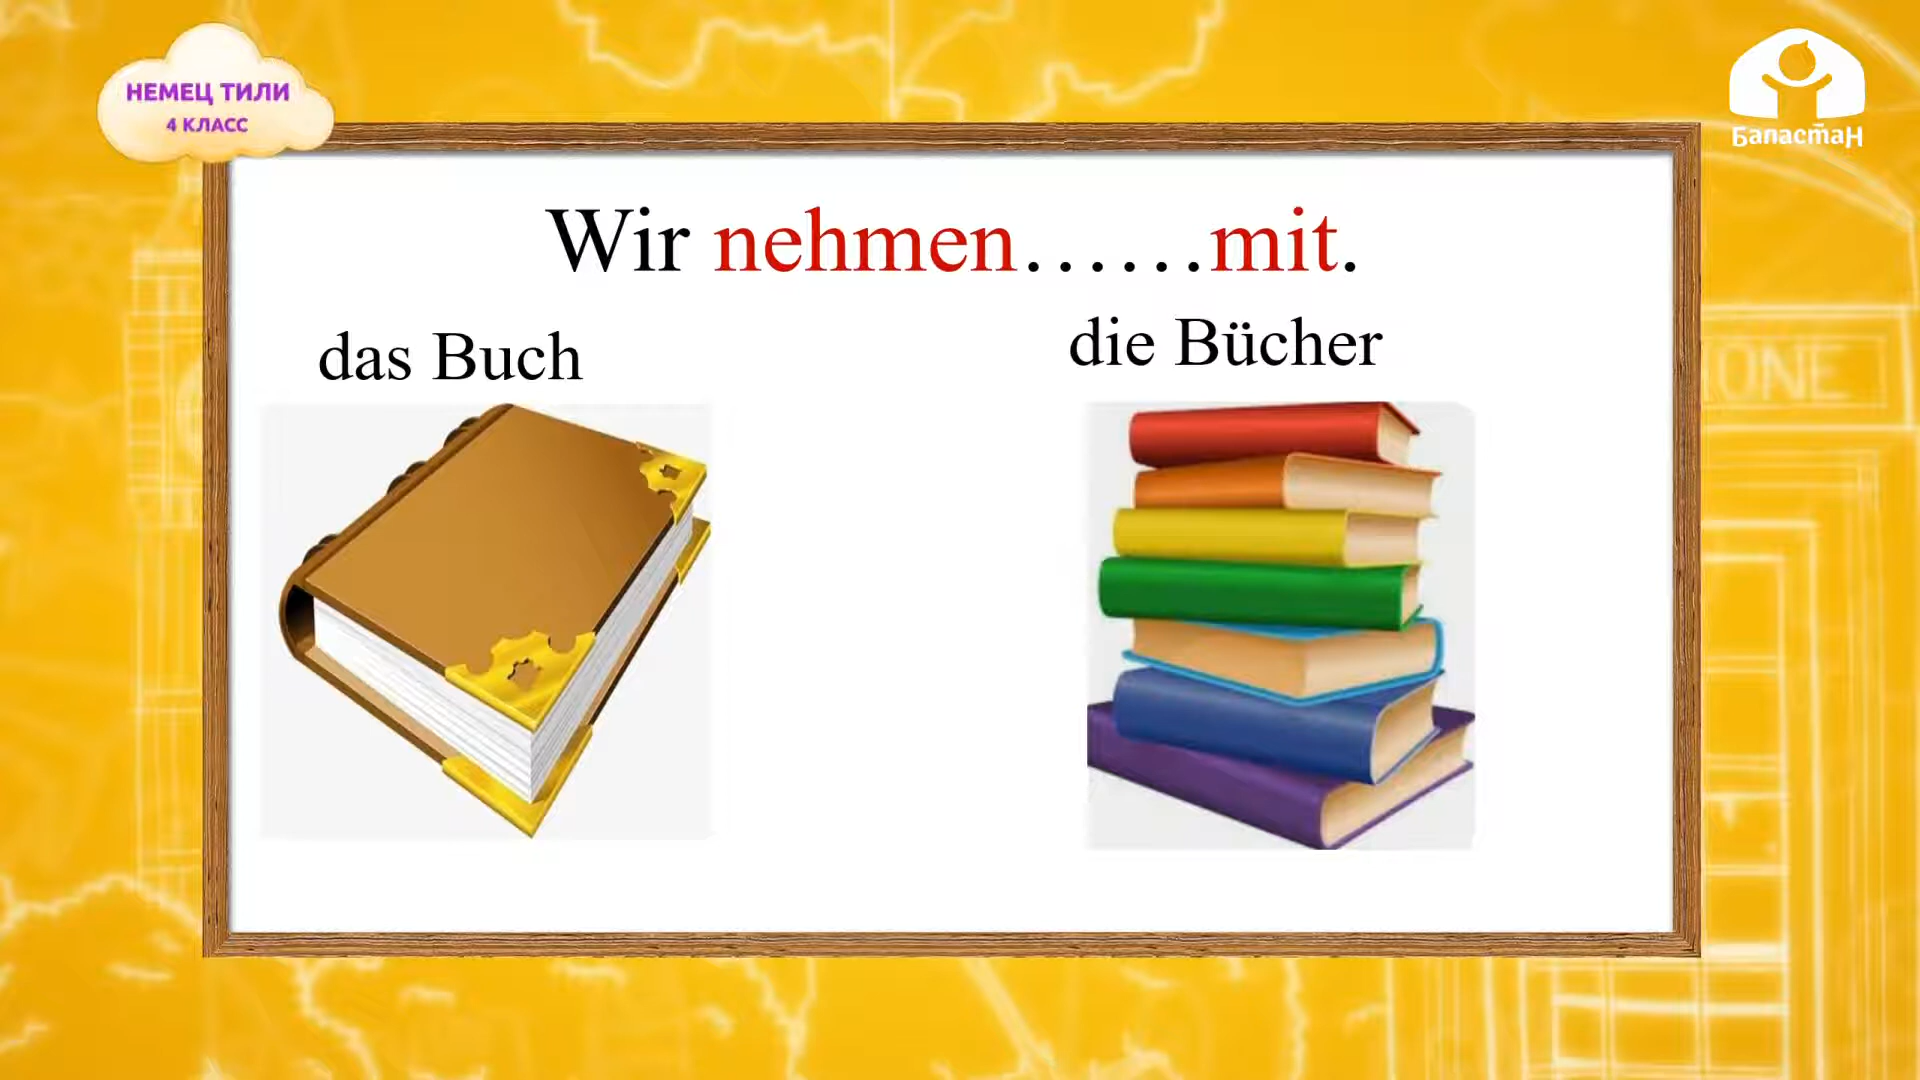 НЕМЕЦ ТИЛИ
4 КЛАСС
Баластан
Wir nehmen……mit.
das Buch
die Bücher